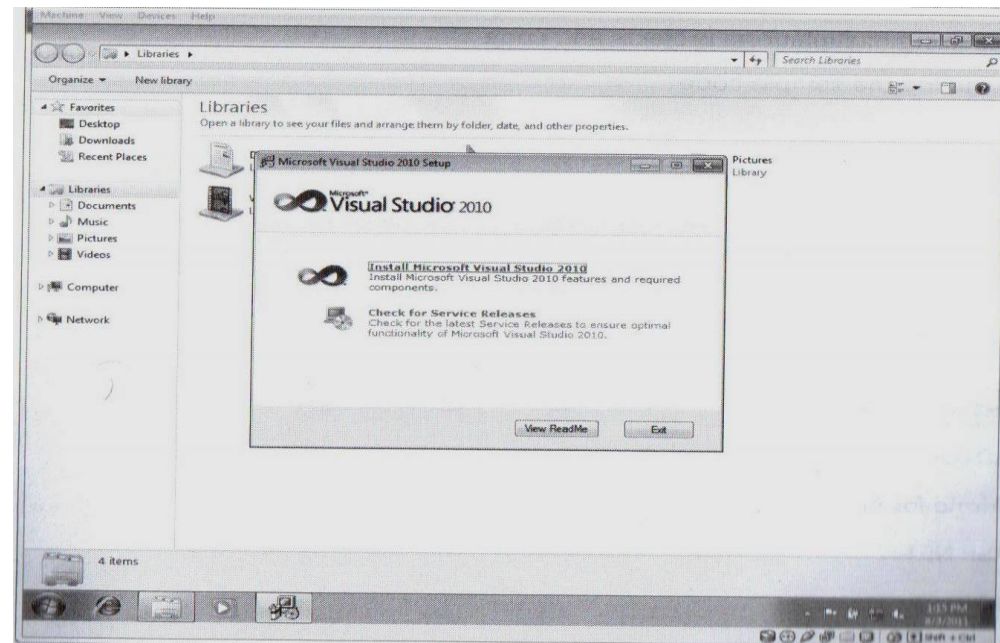 Machine View Devices Help
Libraries
Search Libraries
Organize
New library
Favorites
Desktop
Downloads
Recent Places
Libraries
Documents
Music
Pictures
Videos
Computer
Network
Libraries
Open a library to see your files and arrange them by folder, date, and other properties.
Pictures
Library
Microsoft Visual Studio 2010 Setup
Microsoft
Visual Studio 2010
Install Microsoft Visual Studio 2010
Install Microsoft Visual Studio 2010 features and required
components.
Check for Service Releases
Check for the latest Service Releases to ensure optimal
functionality of Microsoft Visual Studio 2010.
View ReadMe
Exit
4 items
1:15 PM